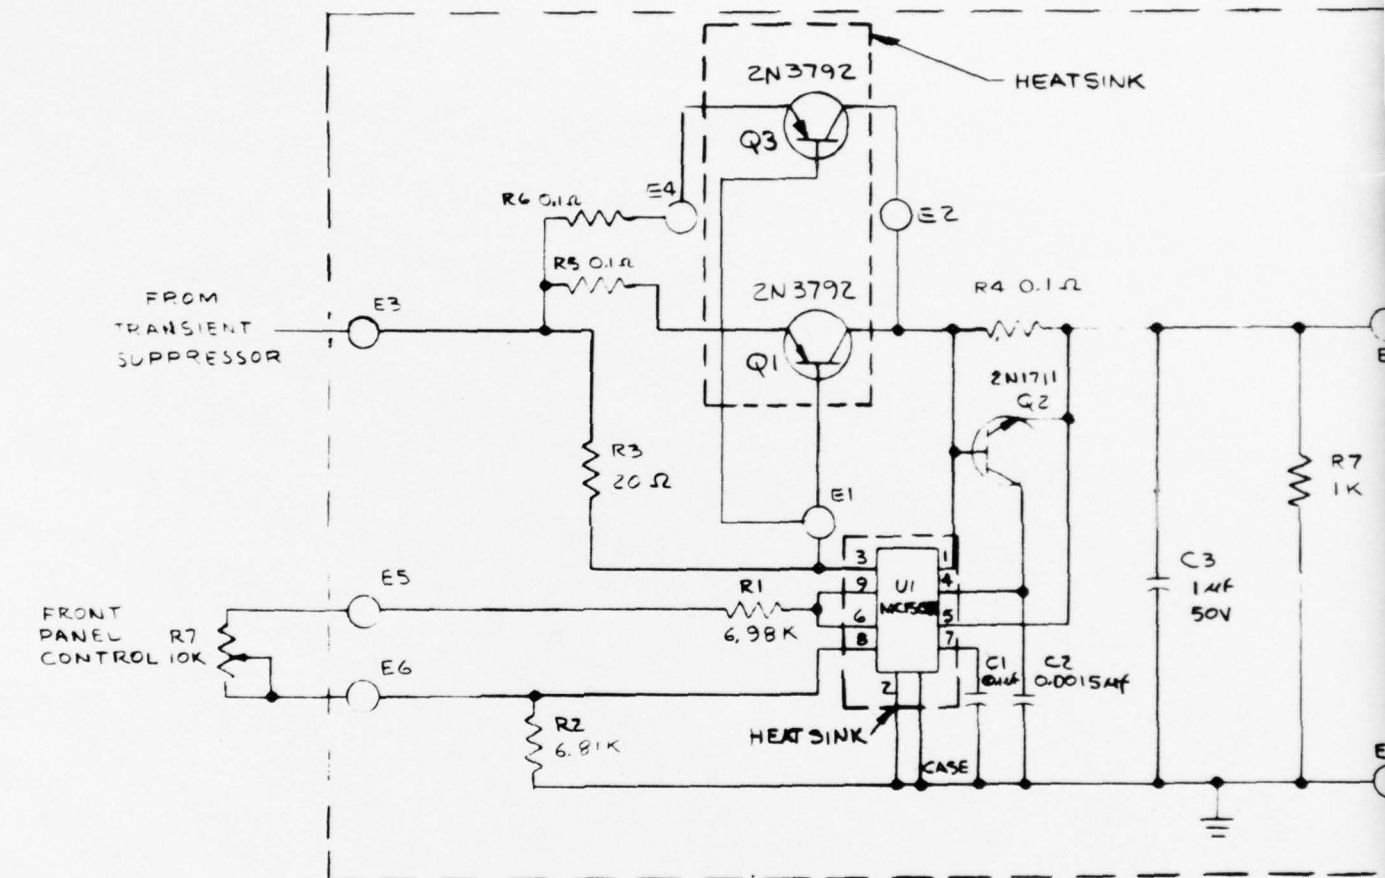 2N3792
HEATSINK
Q3
E4
R6 0.1Ω
E2
R5 0.1Ω
2N3792
R4 0.1Ω
FROM
TRANSIENT
SUPPRESSOR
E3
Q1
2N1711
Q2
R3
20Ω
R7
1K
E1
3
1
C3
1µF
50V
E5
9
U1
4
R1
6.98K
6
5
8
7
FRONT
PANEL
CONTROL
R7
10K
E6
C1
C2
0.0015µf
2
R2
6.81K
HEATSINK
CASE
E
E